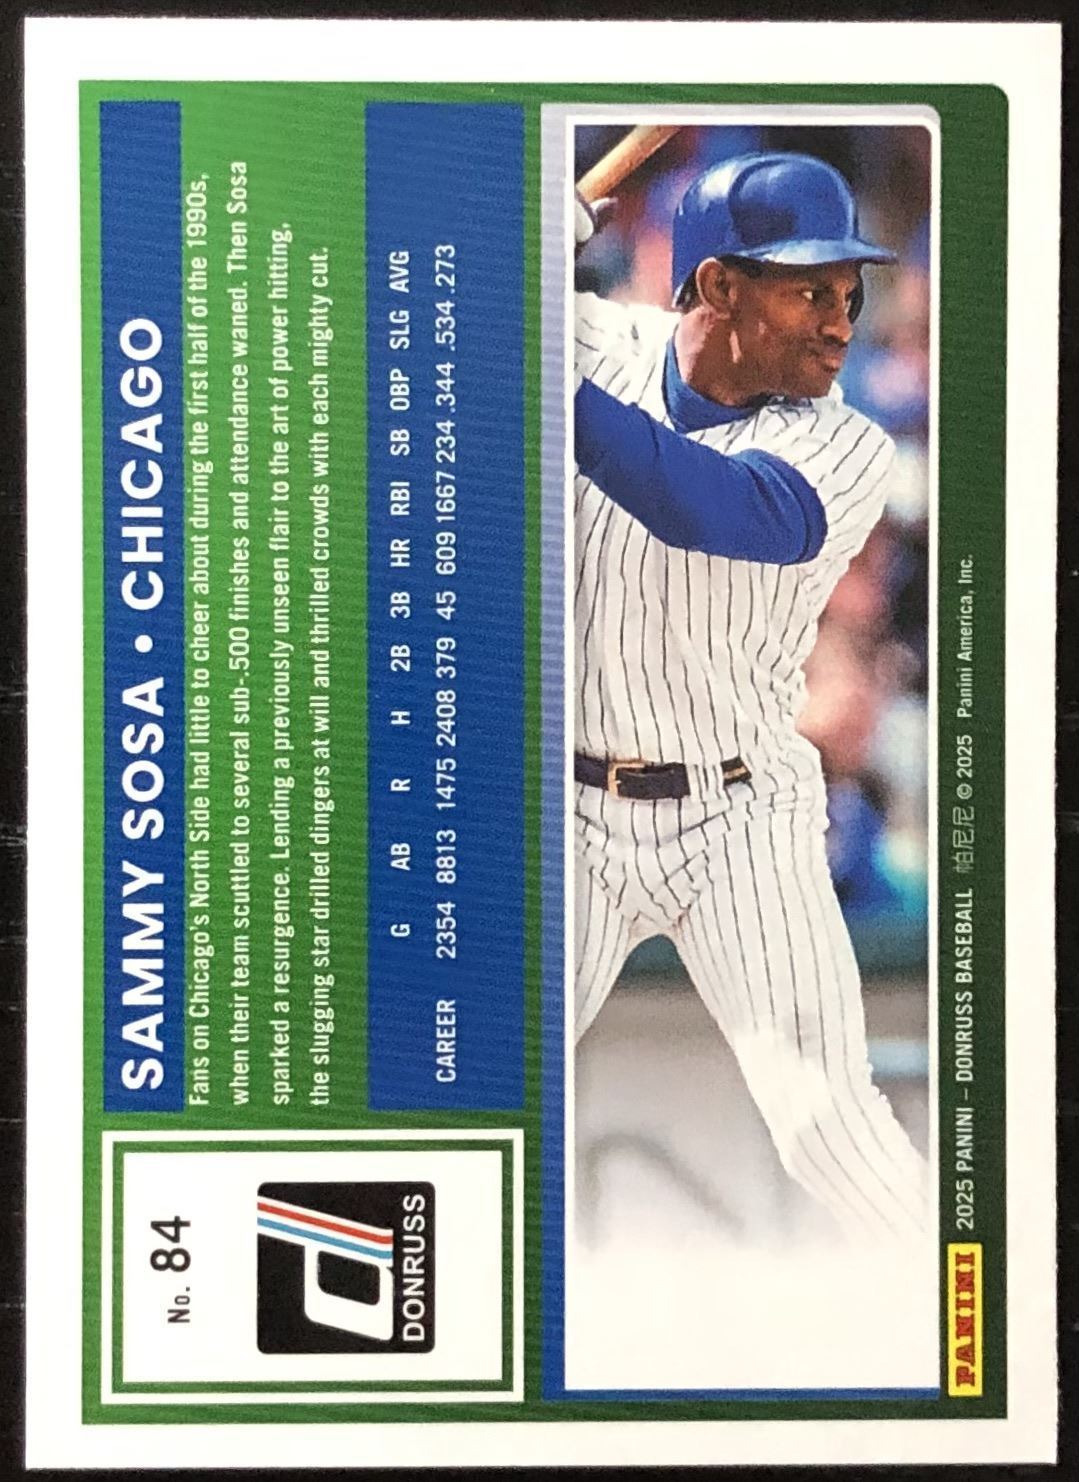 No. 84
DONRUSS
SAMMY SOSA • CHICAGO
Fans on Chicago's North Side had little to cheer about during the first half of the 1990s,
when their team scuttled to several sub-.500 finishes and attendance waned. Then Sosa
sparked a resurgence. Lending a previously unseen flair to the art of power hitting,
the slugging star drilled dingers at will and thrilled crowds with each mighty cut.
G AB R H 2B 3B HR RBI SB OBP SLG AVG
CAREER 2354 8813 1475 2408 379 45 609 1667 234 .344 .534 .273
PANINI 2025 PANINI – DONRUSS BASEBALL 帕尼尼 © 2025 Panini America, Inc.